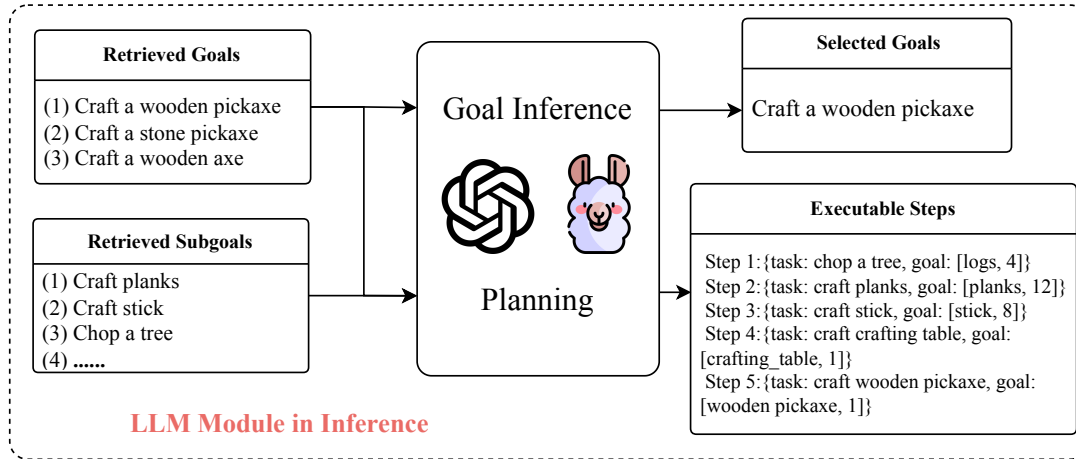 Retrieved Goals
(1) Craft a wooden pickaxe
(2) Craft a stone pickaxe
(3) Craft a wooden axe
Retrieved Subgoals
(1) Craft planks
(2) Craft stick
(3) Chop a tree
(4) ......
Goal Inference
Planning
Selected Goals
Craft a wooden pickaxe
Executable Steps
Step 1:{task: chop a tree, goal: [logs, 4]}
Step 2:{task: craft planks, goal: [planks, 12]}
Step 3:{task: craft stick, goal: [stick, 8]}
Step 4:{task: craft crafting table, goal:
[crafting_table, 1]}
Step 5:{task: craft wooden pickaxe, goal:
[wooden pickaxe, 1]}
LLM Module in Inference